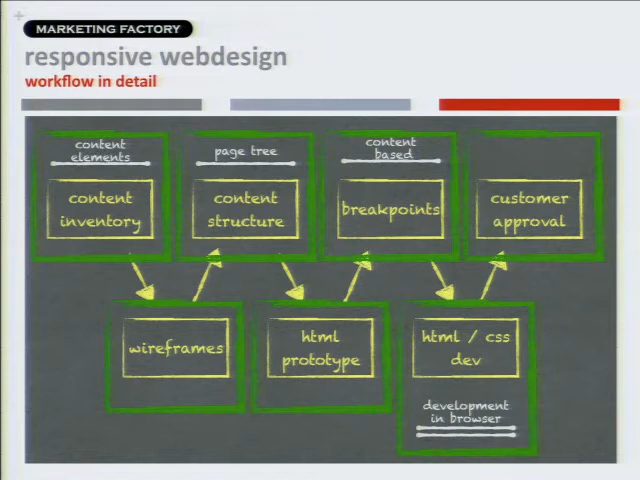 MARKETING FACTORY
responsive webdesign
workflow in detail
content
elements
content
inventory
page tree
content
structure
content
based
breakpoints
customer
approval
wireframes
html
prototype
html / css
dev
development
in browser